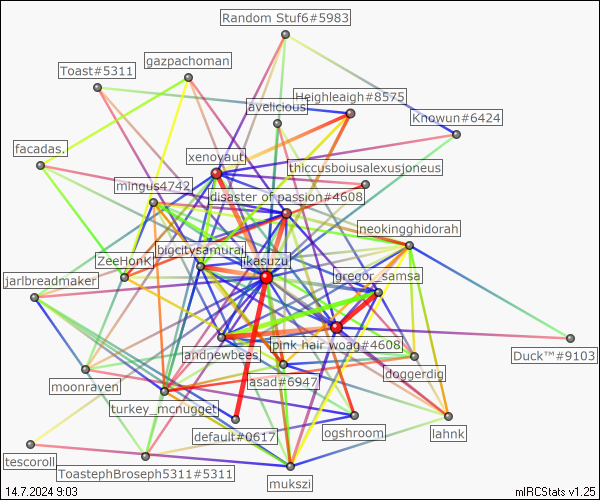 Random Stuf6#5983
gazpachoman
Toast#5311
Heighleigh#8575
avelicious
Knowun#6424
facadas.
xenoyaut
thiccusboiusalexusjoneus
mingus4742
disaster of passion#4608
neokingghidorah
bigcitysamurai
ZeeHonK
ikasuzu
gregor_samsa
jarlbreadmaker
pink hair woag#4608
andnewbees
Duck™#9103
doggerdig
asad#6947
moonraven
turkey_mcnugget
default#0617
ogshroom
lahnk
tescoroll
ToastephBroseph5311#5311
mukszi
14.7.2024 9:03
mIRCStats v1.25